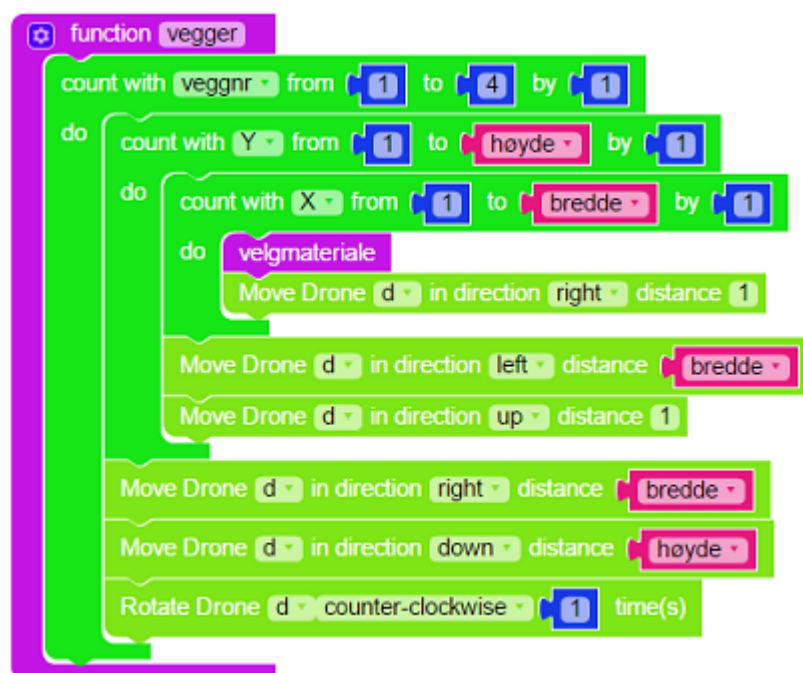 function vegger
count with veggnr from 1 to 4 by 1
do count with Y from 1 to høyde by 1
do count with X from 1 to bredde by 1
do velgmateriale
Move Drone d in direction right distance 1
Move Drone d in direction left distance bredde
Move Drone d in direction up distance 1
Move Drone d in direction right distance bredde
Move Drone d in direction down distance høyde
Rotate Drone d counter-clockwise 1 time(s)